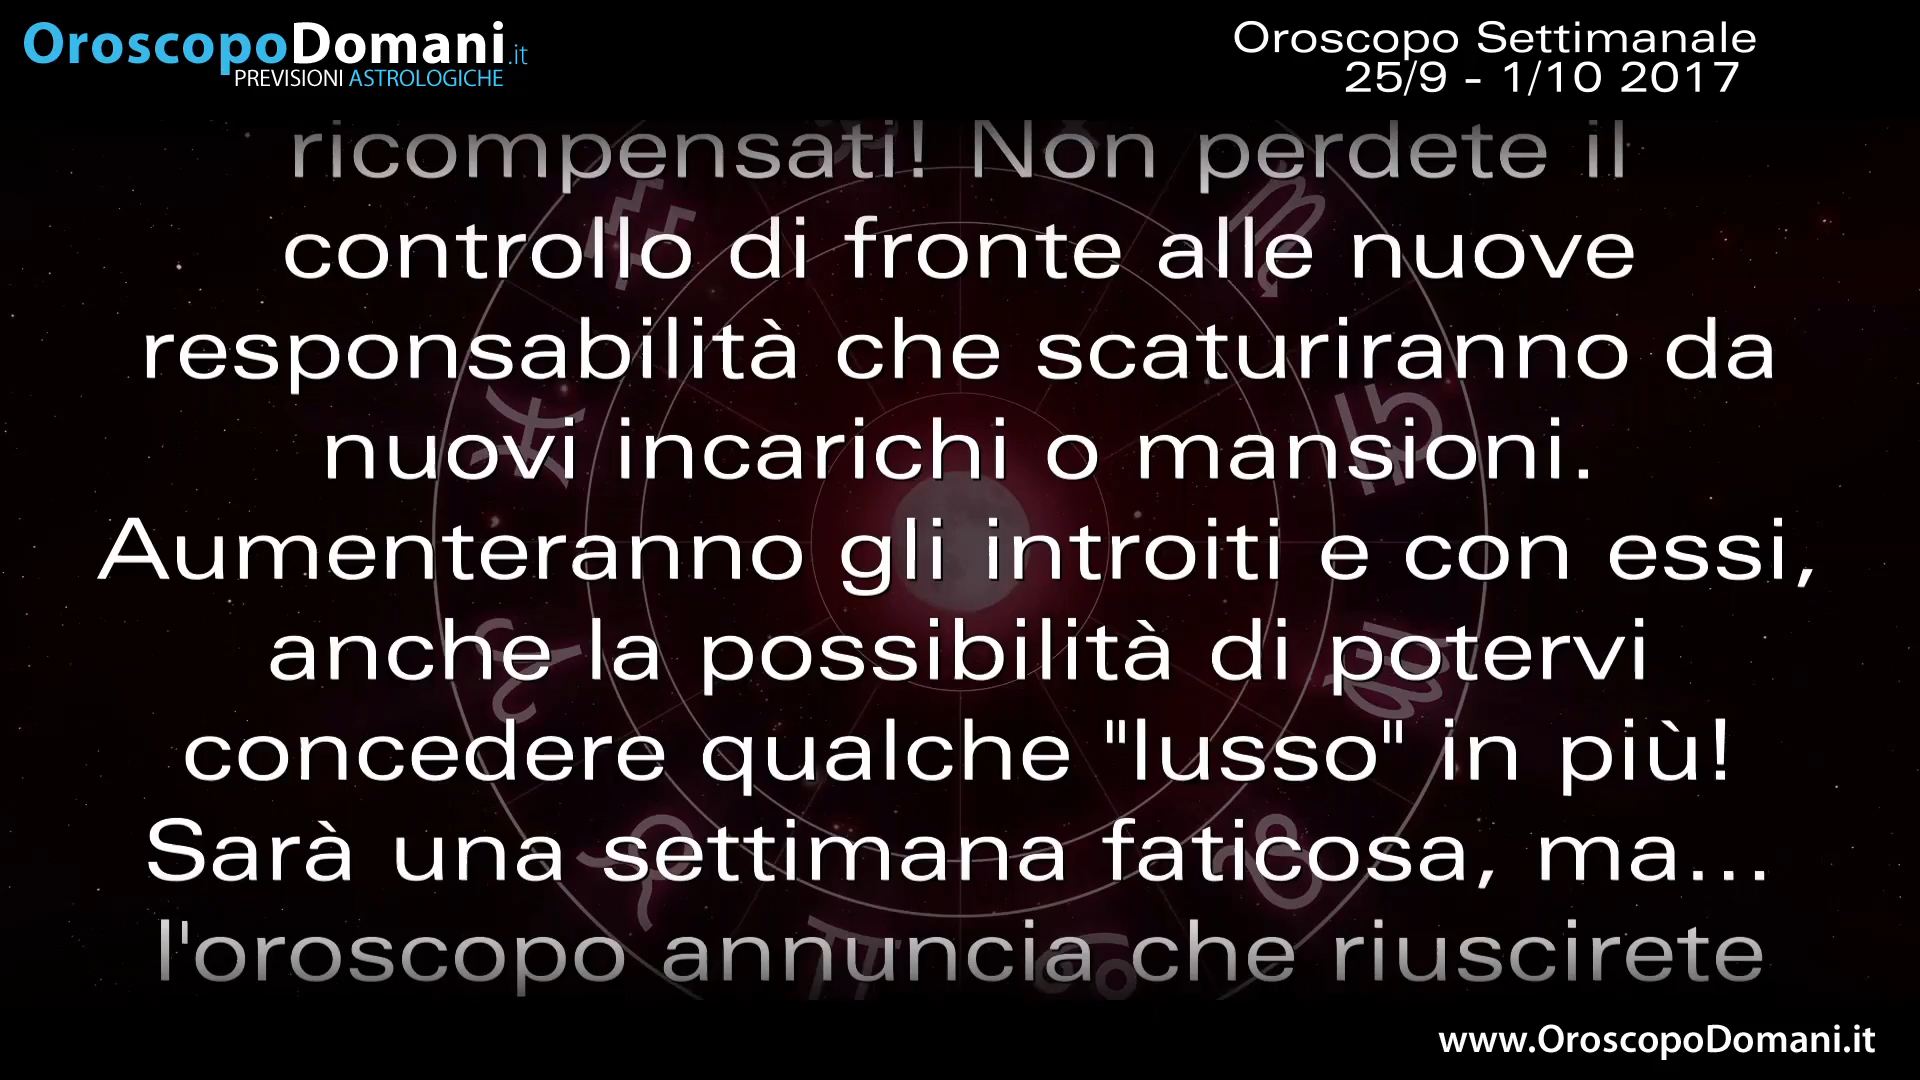 OroscopoDomani.it
PREVISIONI ASTROLOGICHE
Oroscopo Settimanale
25/9 - 1/10 2017
ricompensati! Non perdete il
controllo di fronte alle nuove
responsabilità che scaturiranno da
nuovi incarichi o mansioni.
Aumenteranno gli introiti e con essi,
anche la possibilità di potervi
concedere qualche "lusso" in più!
Sarà una settimana faticosa, ma...
l'oroscopo annuncia che riuscirete
www.OroscopoDomani.it